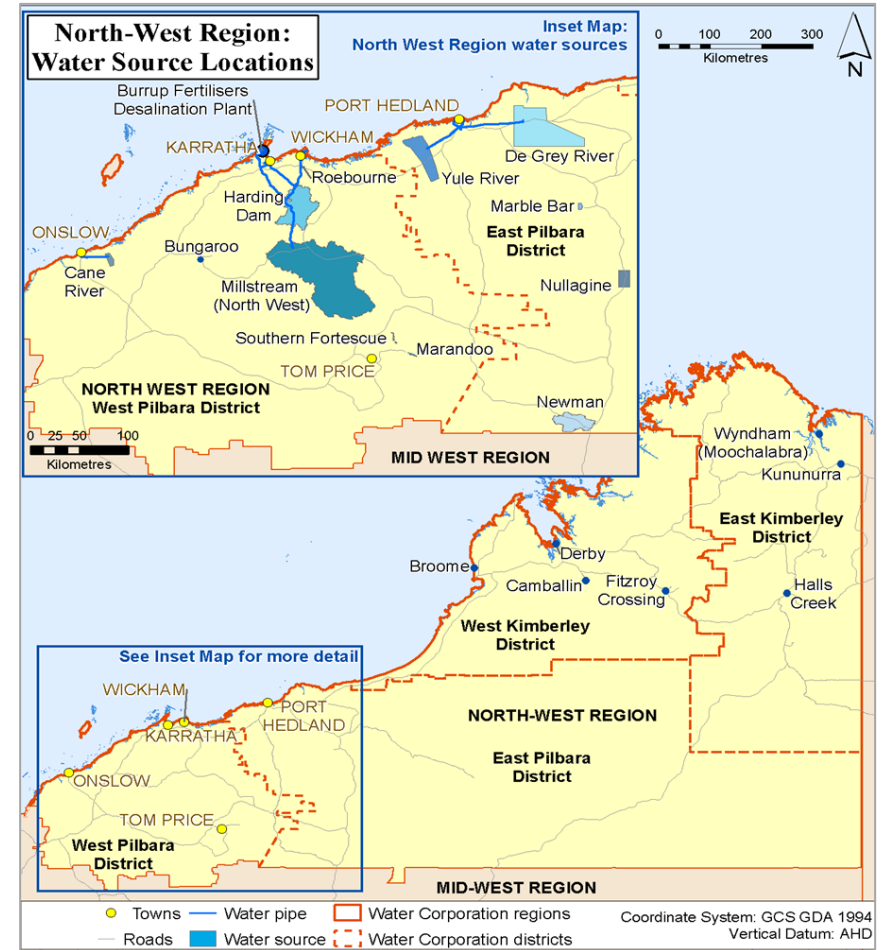 North-West Region:
Water Source Locations
Inset Map:
North West Region water sources
0 100 200 300
Kilometres
N
Burrup Fertilisers
Desalination Plant
PORT HEDLAND
KARRATHA
WICKHAM
De Grey River
Roebourne
Yule River
Harding
Dam
Marble Bar
ONSLOW
Bungaroo
East Pilbara
District
Cane
River
Millstream
(North West)
Nullagine
Southern Fortescue
Marandoo
TOM PRICE
NORTH WEST REGION
West Pilbara District
Newman
0 25 50 100
Kilometres
MID WEST REGION
Wyndham
(Moochalabra)
Kununurra
East Kimberley
District
Derby
Broome
Camballin
Fitzroy
Crossing
Halls
Creek
West Kimberley
District
See Inset Map for more detail
WICKHAM
PORT
HEDLAND
KARRATHA
NORTH-WEST REGION
East Pilbara
District
ONSLOW
TOM PRICE
West Pilbara
District
MID-WEST REGION
Towns
Water pipe
Water Corporation regions
Roads
Water source
Water Corporation districts
Coordinate System: GCS GDA 1994
Vertical Datum: AHD